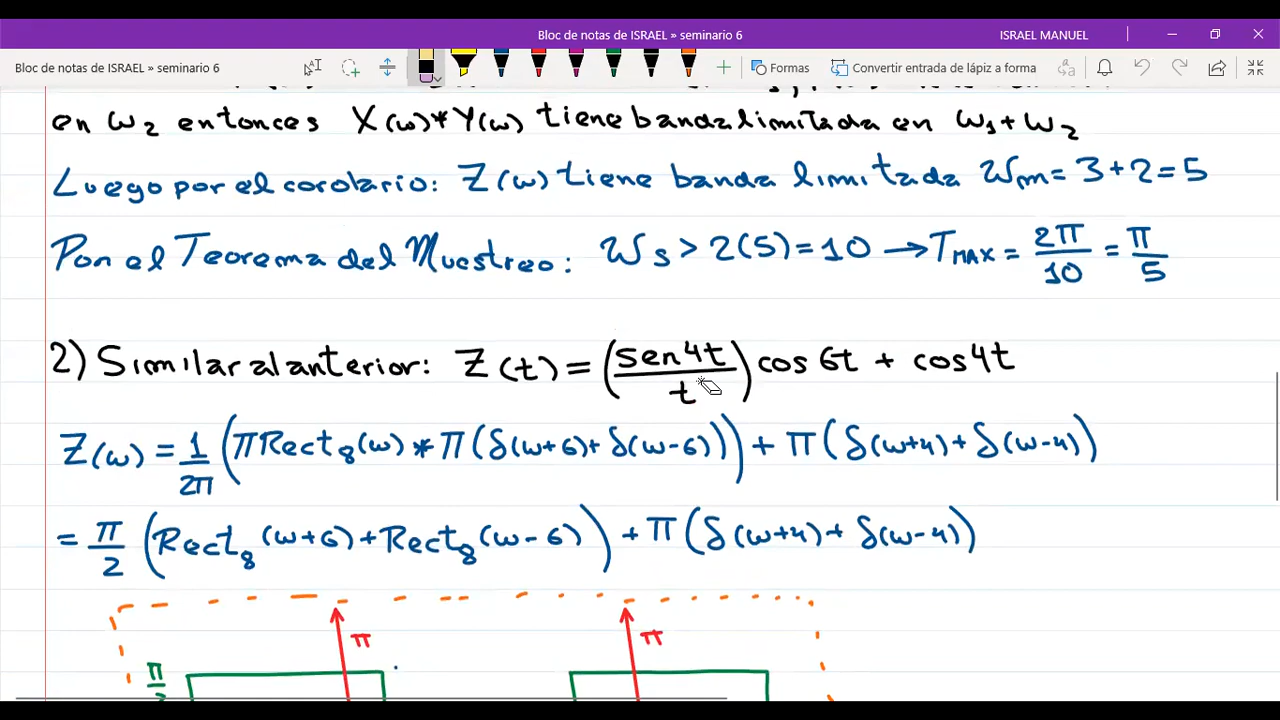 Bloc de notas de ISRAEL » seminario 6
ISRAEL MANUEL
Bloc de notas de ISRAEL » seminario 6
Formas
Convertir entrada de lápiz a forma
en ω2 entonces X(ω)*Y(ω) tiene banda limitada en ω1+ω2
Luego por el corolario: Z(ω) tiene banda limitada Wm=3+2=5
Por el Teorema del Muestreo: Ws > 2(5)=10 → TMAX = 2π/10 = π/5
2) Similar al anterior: Z(t) = (sen4t/t) cos 6t + cos4t
Z(ω) = 1/2π (πRect8(ω) * π(δ(ω+6)+δ(ω-6))) + π(δ(ω+4)+δ(ω-4))
= π/2 (Rect8(ω+6)+Rect8(ω-6)) + π(δ(ω+4)+δ(ω-4))
π π
π/2